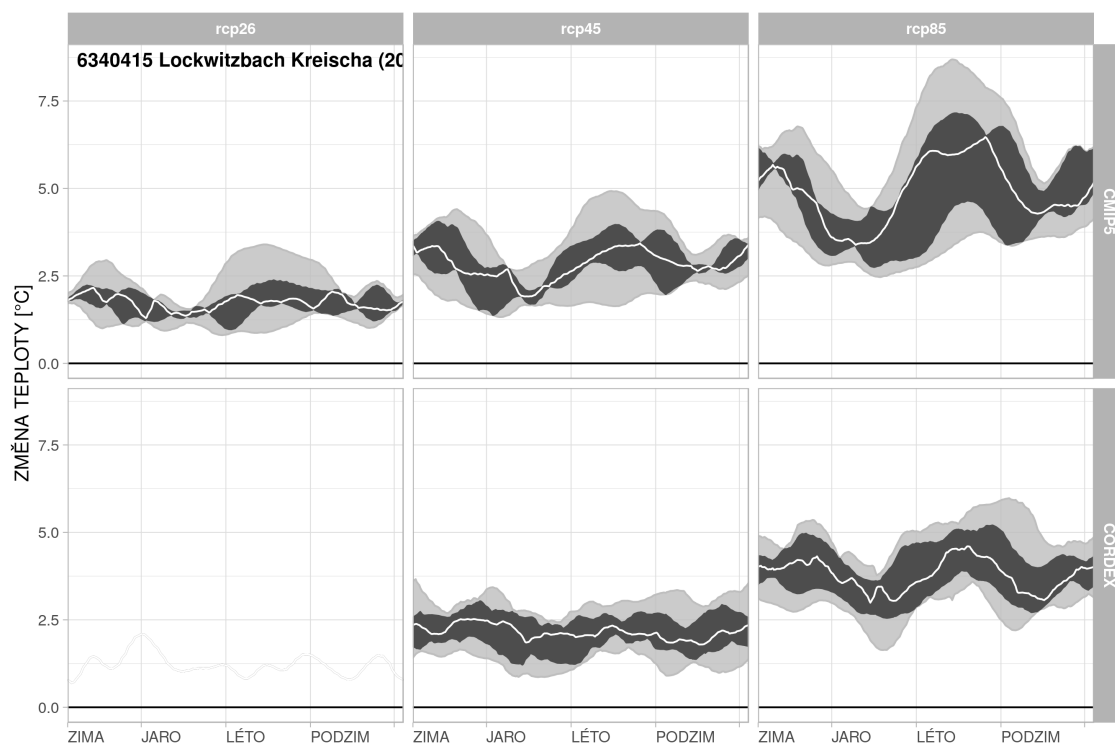 rcp26 rcp45 rcp85
6340415 Lockwitzbach Kreischa (20
7.5
5.0
2.5
0.0
CMIP5
ZMĚNA TEPLOTY [°C]
7.5
5.0
2.5
0.0
CORDEX
ZIMA JARO LÉTO PODZIM ZIMA JARO LÉTO PODZIM ZIMA JARO LÉTO PODZIM